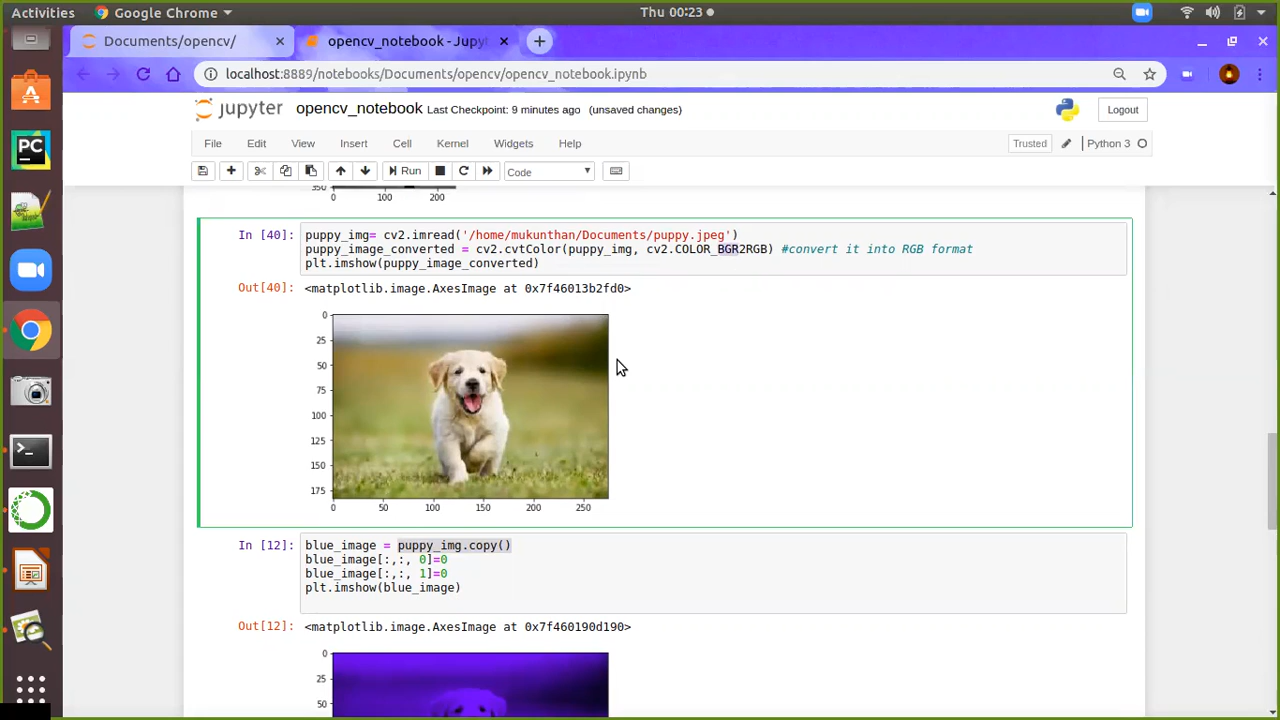 Activities
Google Chrome
Thu 00:23
Documents/opencv/
opencv_notebook - Jupyt
localhost:8889/notebooks/Documents/opencv/opencv_notebook.ipynb
jupyter opencv_notebook Last Checkpoint: 9 minutes ago (unsaved changes)
Logout
File Edit View Insert Cell Kernel Widgets Help
Trusted
Python 3
Run
Code
350
0 100 200
In [40]: puppy_img= cv2.imread('/home/mukunthan/Documents/puppy.jpeg')
puppy_image_converted = cv2.cvtColor(puppy_img, cv2.COLOR_BGR2RGB) #convert it into RGB format
plt.imshow(puppy_image_converted)
Out[40]: <matplotlib.image.AxesImage at 0x7f46013b2fd0>
0
25
50
75
100
125
150
175
0 50 100 150 200 250
In [12]: blue_image = puppy_img.copy()
blue_image[:,:, 0]=0
blue_image[:,:, 1]=0
plt.imshow(blue_image)
Out[12]: <matplotlib.image.AxesImage at 0x7f460190d190>
0
25
50
PC